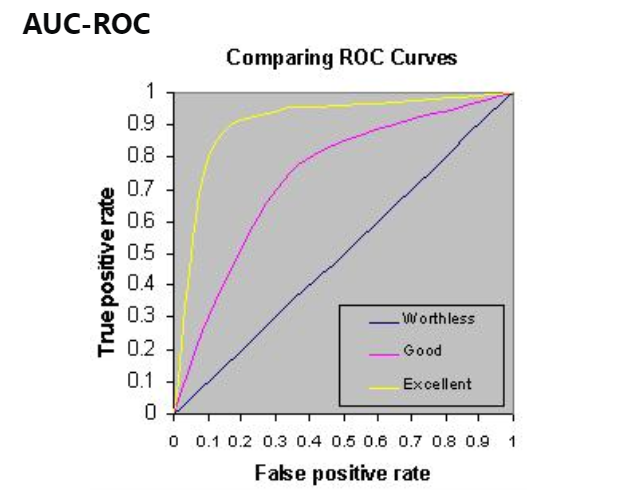 AUC-ROC
Comparing ROC Curves
True positive rate
1
0.9
0.8
0.7
0.6
0.5
0.4
0.3
0.2
0.1
0
Worthless
Good
Excellent
0 0.1 0.2 0.3 0.4 0.5 0.6 0.7 0.8 0.9 1
False positive rate